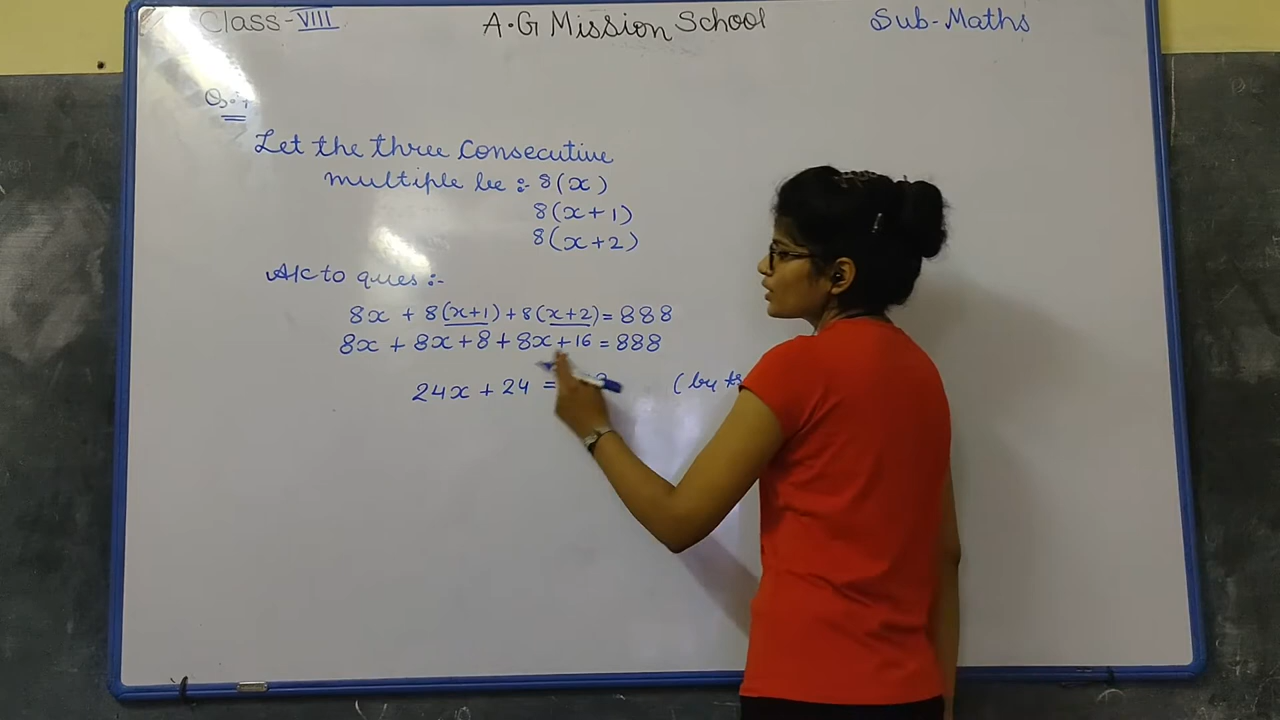 Class-VIII A.G Mission School Sub-Maths
Let the three consecutive
multiple be :- 8(x)
8(x+1)
8(x+2)
A/c to ques :-
8x + 8(x+1) + 8(x+2) = 888
8x + 8x + 8 + 8x + 16 = 888
24x + 24 = (by